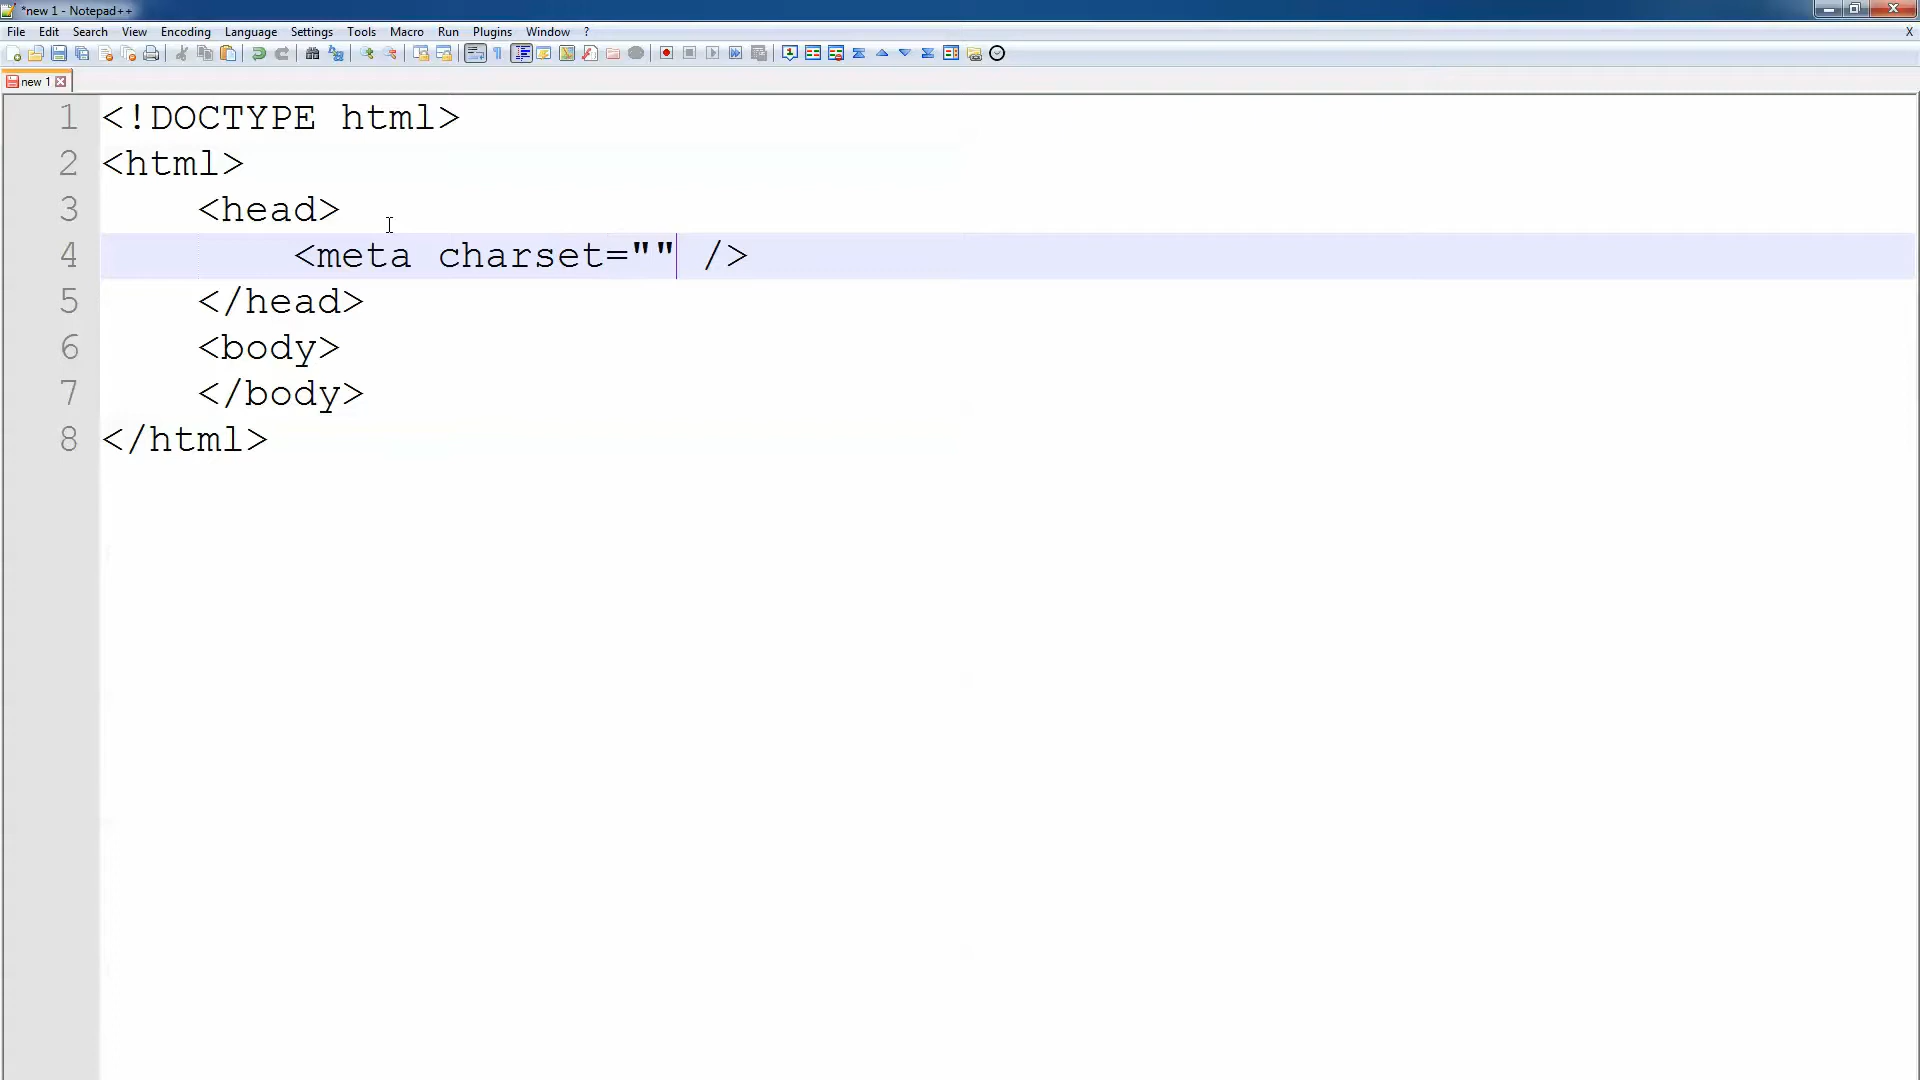 *new 1 - Notepad++
File Edit Search View Encoding Language Settings Tools Macro Run Plugins Window ? X
new 1
1 <!DOCTYPE html>
2 <html>
3 <head>
4 <meta charset="" />
5 </head>
6 <body>
7 </body>
8 </html>